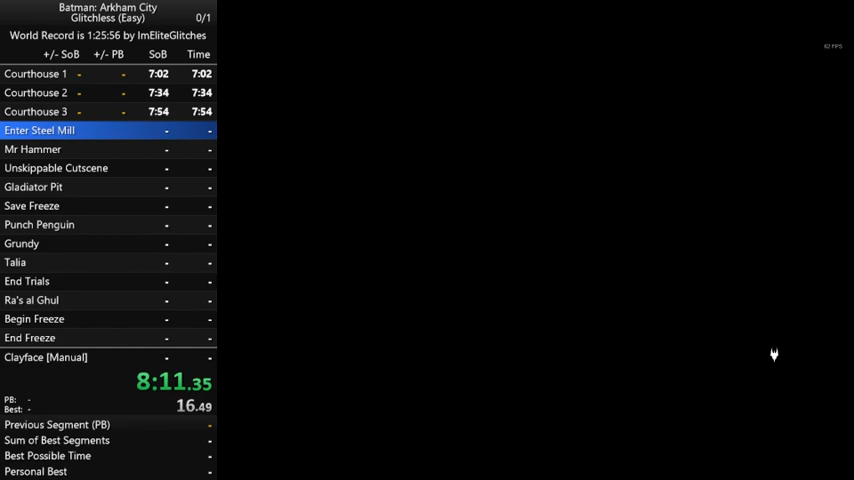 Batman: Arkham City
Glitchless (Easy) 0/1
World Record is 1:25:56 by ImEliteGlitches
+/- SoB +/- PB SoB Time
Courthouse 1 - - 7:02 7:02
Courthouse 2 - - 7:34 7:34
Courthouse 3 - - 7:54 7:54
Enter Steel Mill - -
Mr Hammer - -
Unskippable Cutscene - -
Gladiator Pit - -
Save Freeze - -
Punch Penguin - -
Grundy - -
Talia - -
End Trials - -
Ra's al Ghul - -
Begin Freeze - -
End Freeze - -
Clayface [Manual] - -
8:11.35
PB: -
Best: - 16.49
Previous Segment (PB) -
Sum of Best Segments -
Best Possible Time -
Personal Best -
62 FPS